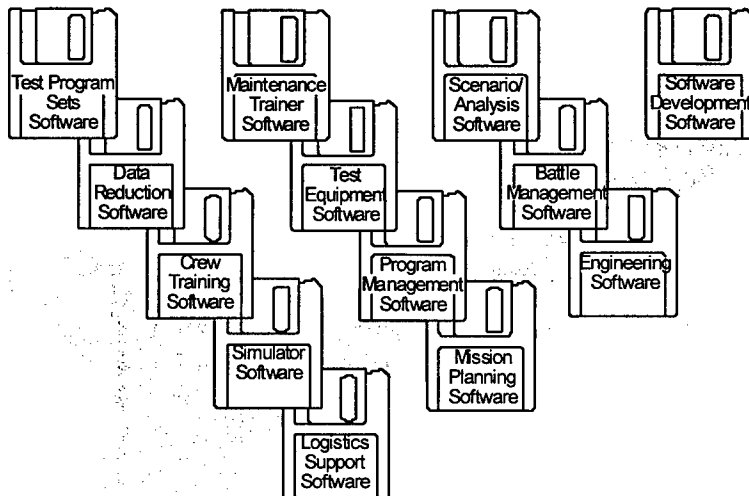 Test Program
Sets
Software
Maintenance
Trainer
Software
Scenario/
Analysis
Software
Software
Development
Software
Data
Reduction
Software
Test
Equipment
Software
Battle
Management
Software
Crew
Training
Software
Program
Management
Software
Engineering
Software
Simulator
Software
Mission
Planning
Software
Logistics
Support
Software